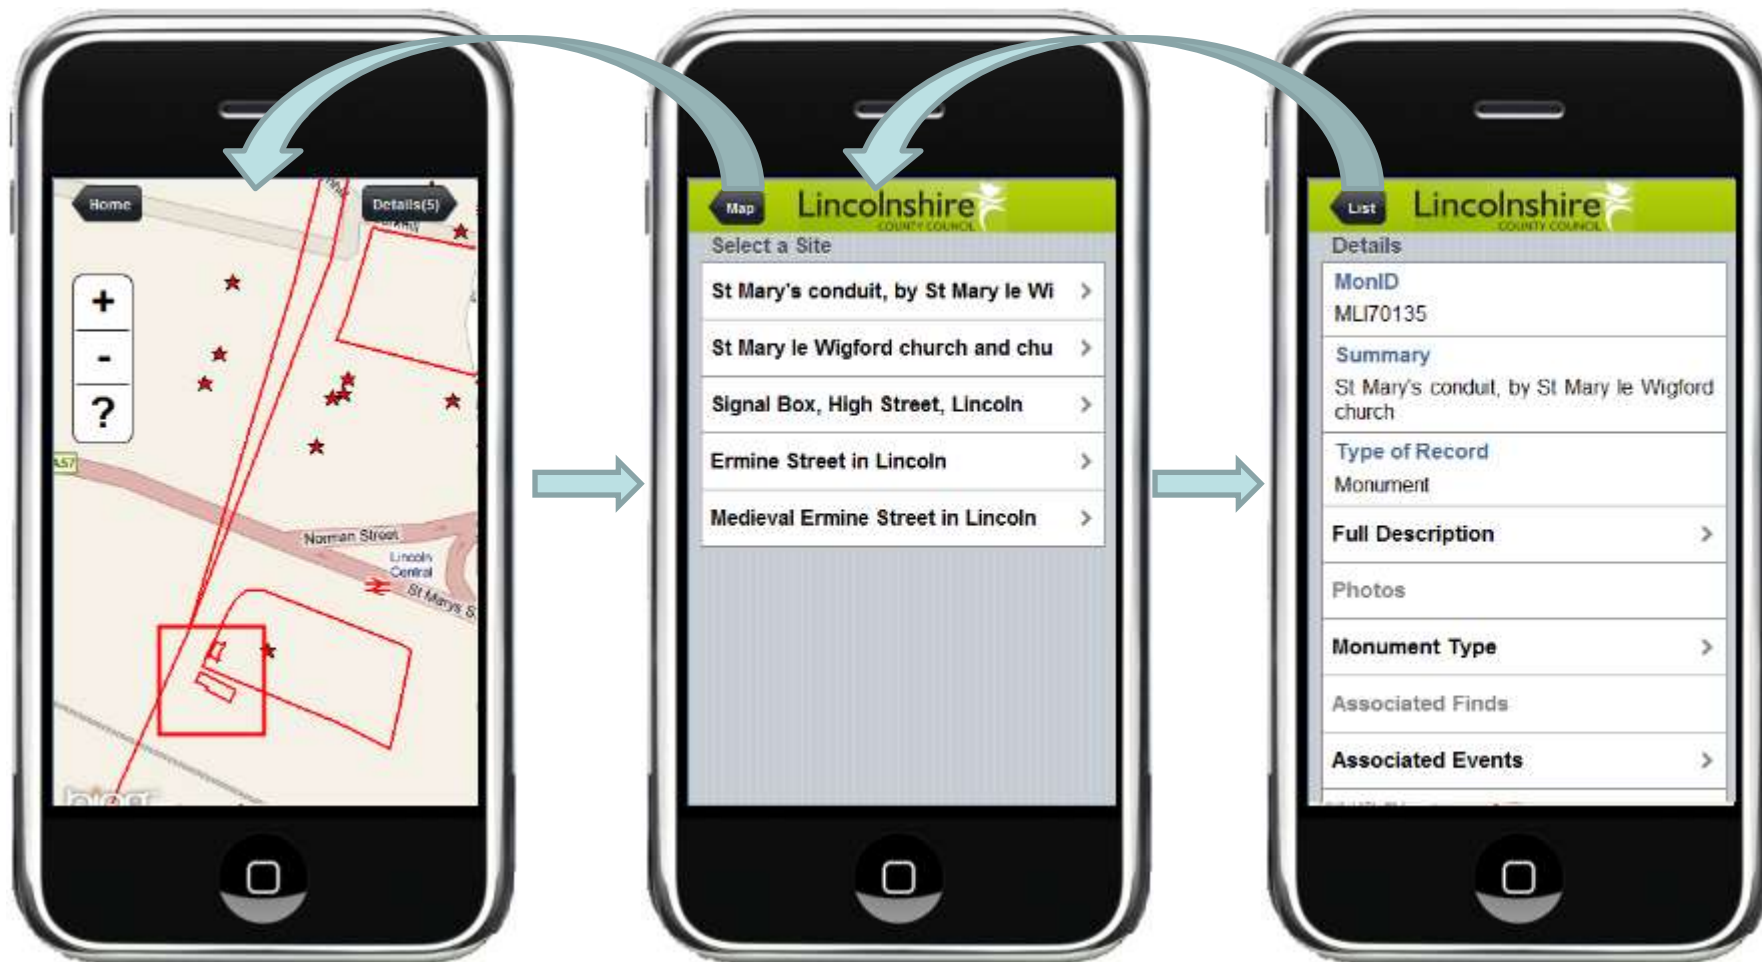 Home
Details(5)
+
-
?
A57
Norman Street
Lincoln
Central
St Marys S
bing
Map
Lincolnshire
COUNTY COUNCIL
Select a Site
St Mary's conduit, by St Mary le Wi
St Mary le Wigford church and chu
Signal Box, High Street, Lincoln
Ermine Street in Lincoln
Medieval Ermine Street in Lincoln
List
Lincolnshire
COUNTY COUNCIL
Details
MonID
MLI70135
Summary
St Mary's conduit, by St Mary le Wigford
church
Type of Record
Monument
Full Description
Photos
Monument Type
Associated Finds
Associated Events